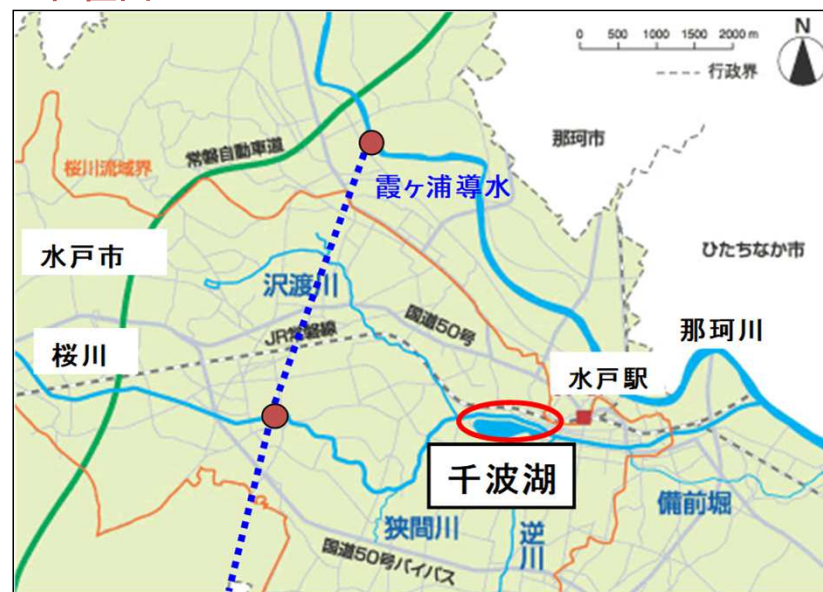 N
0 500 1000 1500 2000 m
行政界
那珂市
常磐自動車道
桜川流域界
霞ヶ浦導水
ひたちなか市
水戸市
沢渡川
国道50号
那珂川
JR常磐線
桜川
水戸駅
千波湖
備前堀
狭間川
逆川
国道50号バイパス